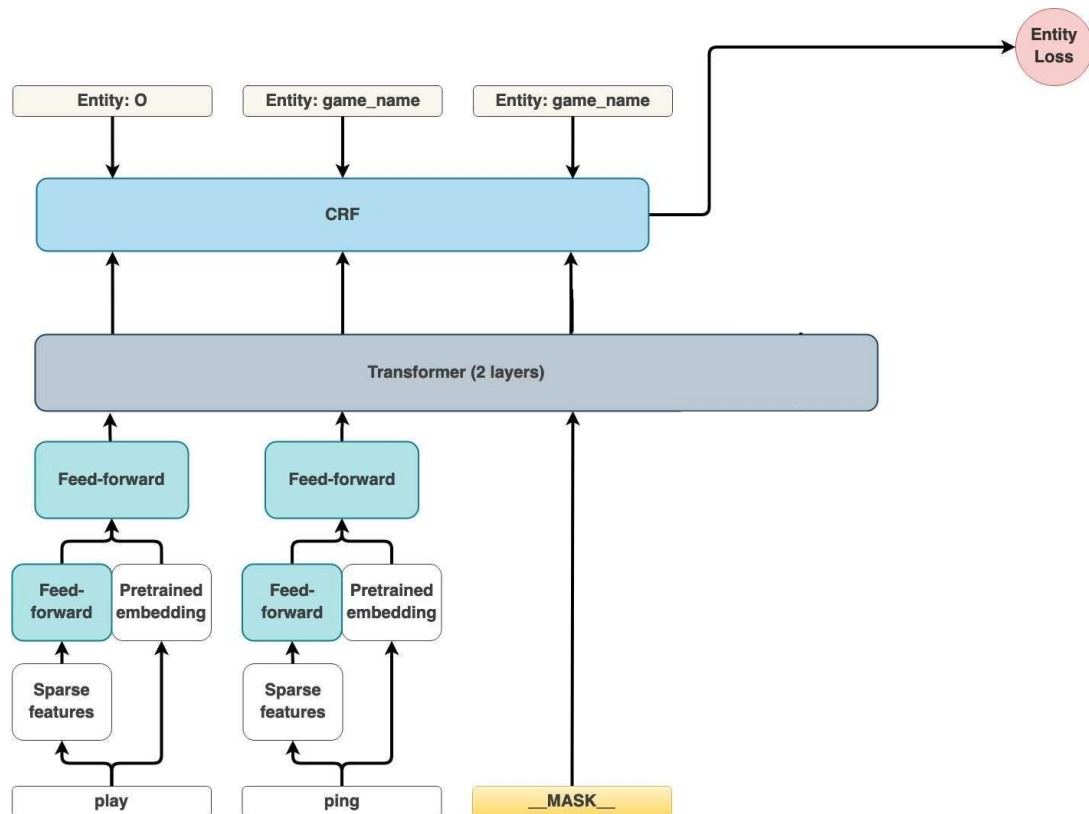 Entity
Loss
Entity: O
Entity: game_name
Entity: game_name
CRF
Transformer (2 layers)
Feed-forward
Feed-forward
Feed-
forward
Pretrained
embedding
Feed-
forward
Pretrained
embedding
Sparse
features
Sparse
features
play
ping
__MASK__